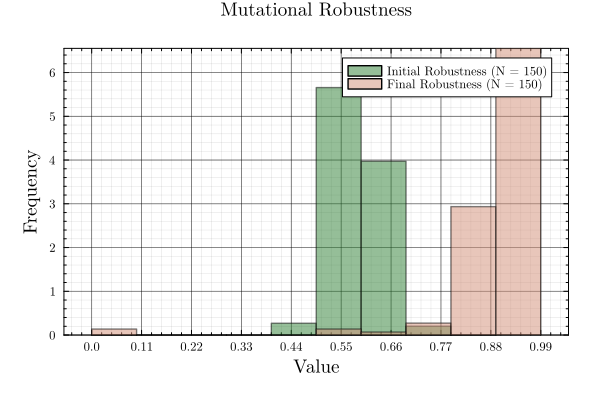 Mutational Robustness
Initial Robustness (N = 150)
Final Robustness (N = 150)
Frequency
6
5
4
3
2
1
0
0.0 0.11 0.22 0.33 0.44 0.55 0.66 0.77 0.88 0.99
Value